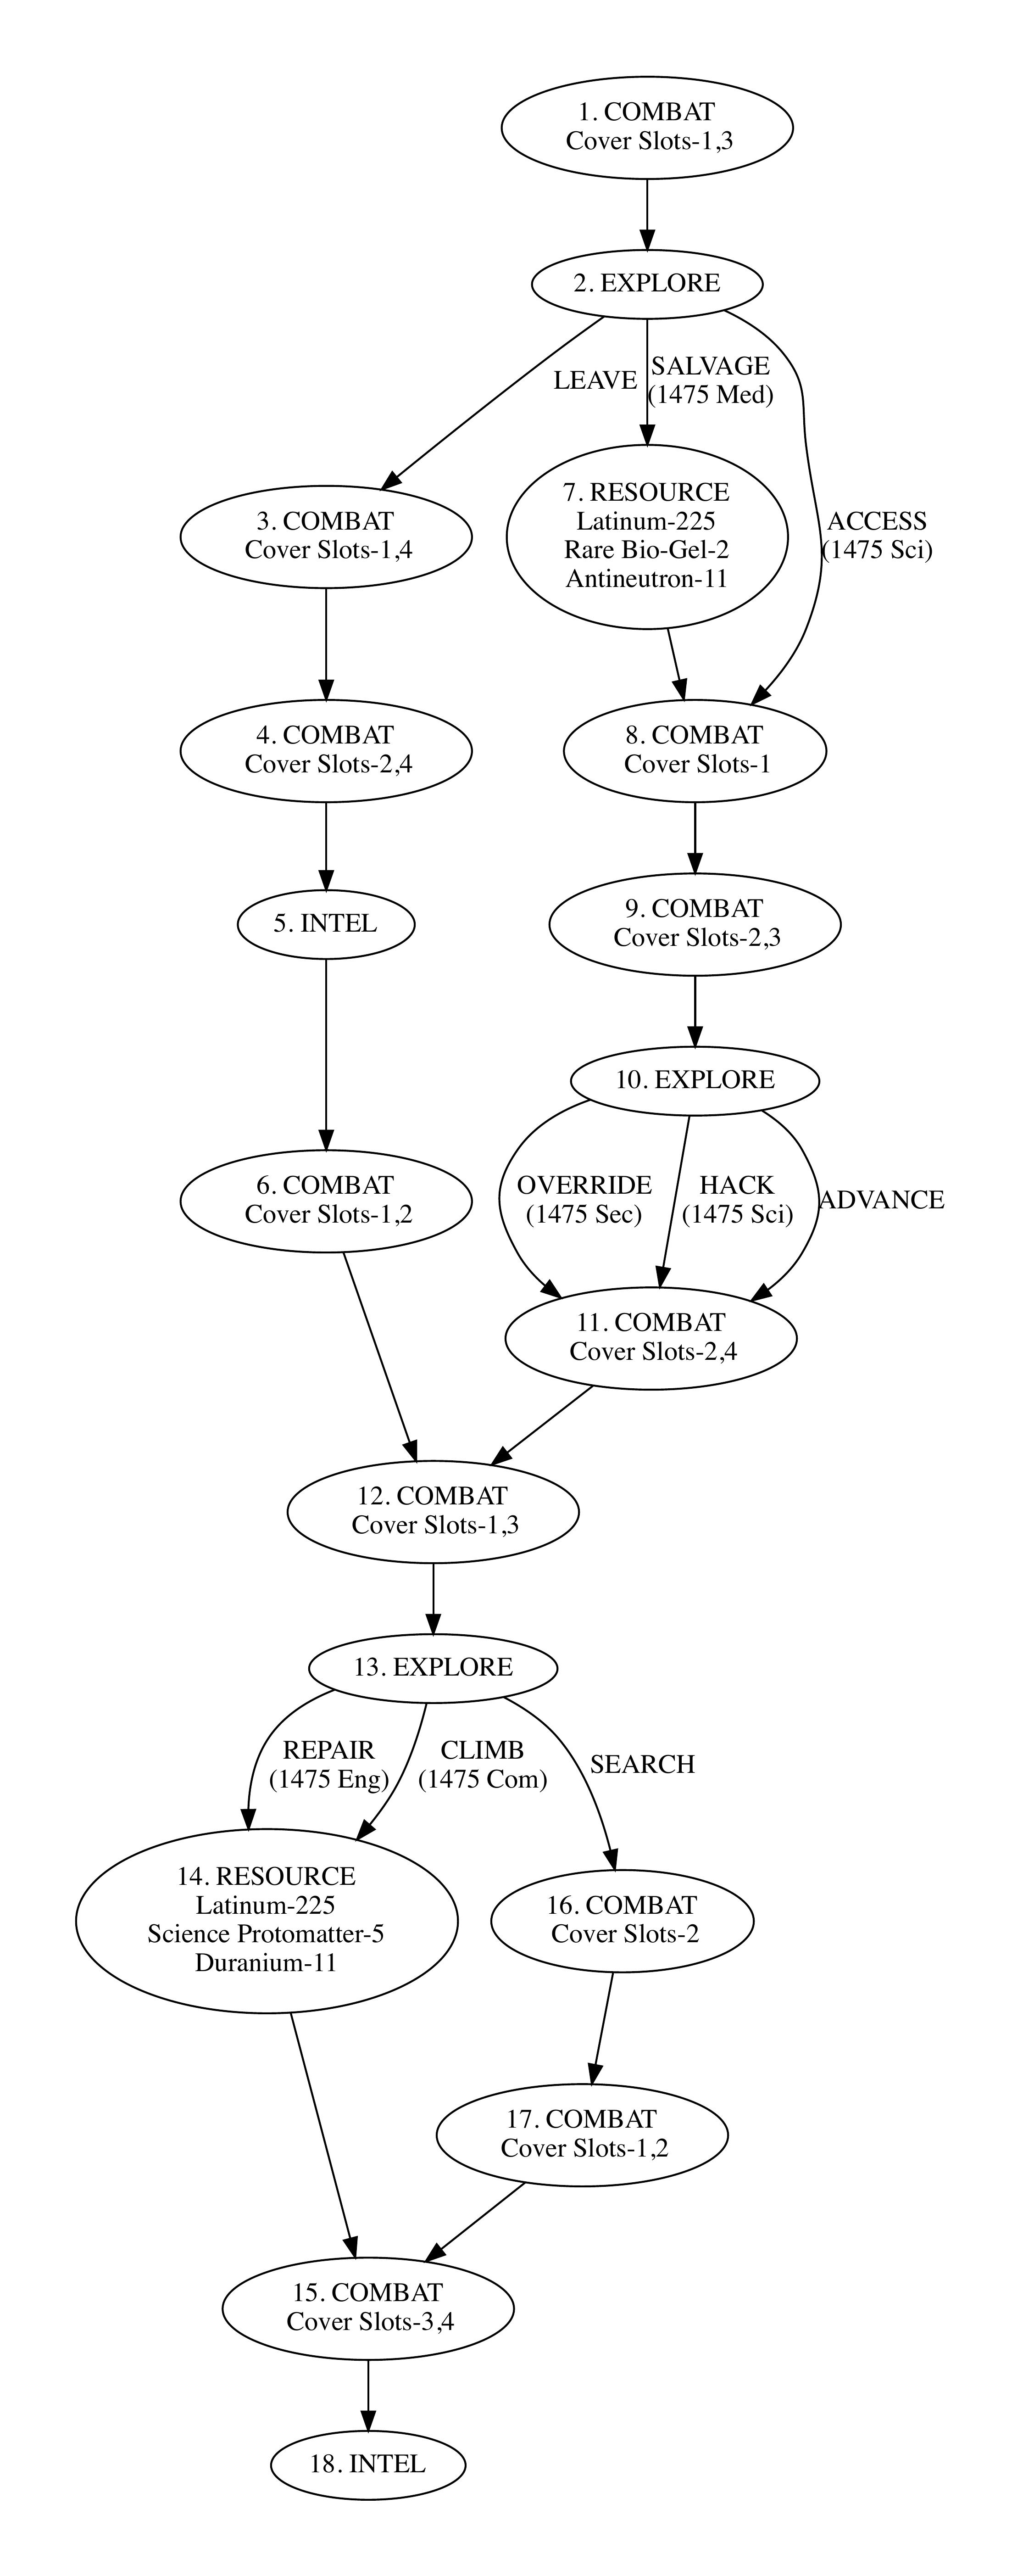 1. COMBAT
Cover Slots-1,3
2. EXPLORE
LEAVE
SALVAGE
(1475 Med)
ACCESS
(1475 Sci)
3. COMBAT
Cover Slots-1,4
7. RESOURCE
Latinum-225
Rare Bio-Gel-2
Antineutron-11
4. COMBAT
Cover Slots-2,4
8. COMBAT
Cover Slots-1
5. INTEL
9. COMBAT
Cover Slots-2,3
10. EXPLORE
6. COMBAT
Cover Slots-1,2
OVERRIDE
(1475 Sec)
HACK
(1475 Sci)
ADVANCE
11. COMBAT
Cover Slots-2,4
12. COMBAT
Cover Slots-1,3
13. EXPLORE
REPAIR
(1475 Eng)
CLIMB
(1475 Com)
SEARCH
14. RESOURCE
Latinum-225
Science Protomatter-5
Duranium-11
16. COMBAT
Cover Slots-2
17. COMBAT
Cover Slots-1,2
15. COMBAT
Cover Slots-3,4
18. INTEL